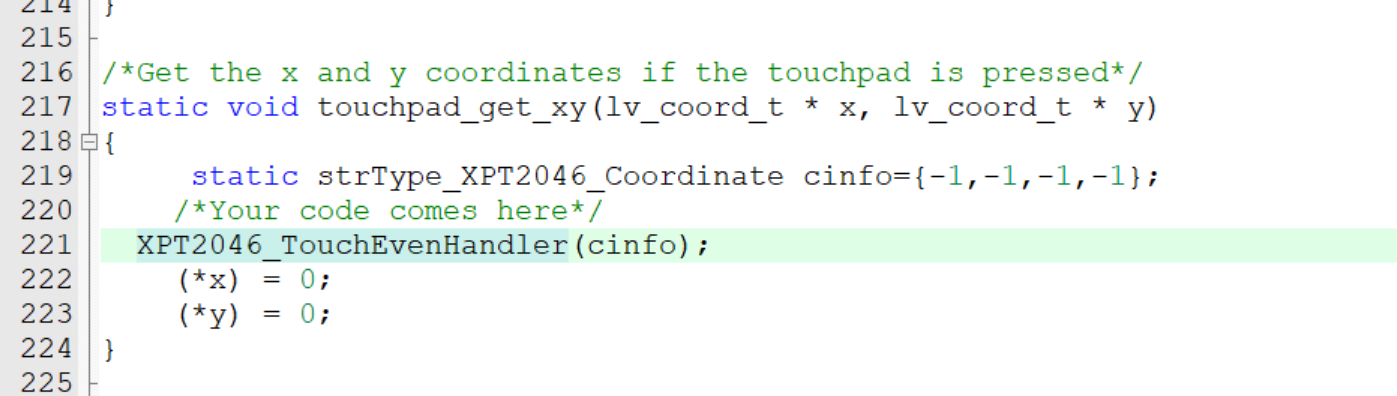 214 }
215
216 /*Get the x and y coordinates if the touchpad is pressed*/
217 static void touchpad_get_xy(lv_coord_t * x, lv_coord_t * y)
218 {
219 static strType_XPT2046_Coordinate cinfo={-1,-1,-1,-1};
220 /*Your code comes here*/
221 XPT2046_TouchEvenHandler(cinfo);
222 (*x) = 0;
223 (*y) = 0;
224 }
225